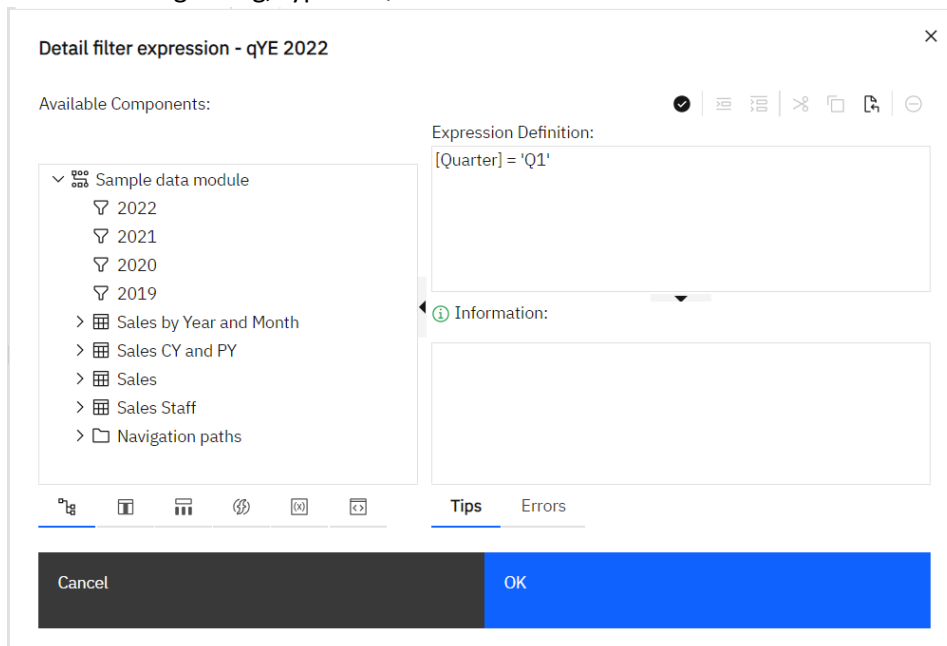 Detail filter expression - qYE 2022
Available Components:
Expression Definition:
[Quarter] = 'Q1'
Sample data module
2022
2021
2020
2019
Sales by Year and Month
Sales CY and PY
Sales
Sales Staff
Navigation paths
Information:
Tips
Errors
Cancel
OK